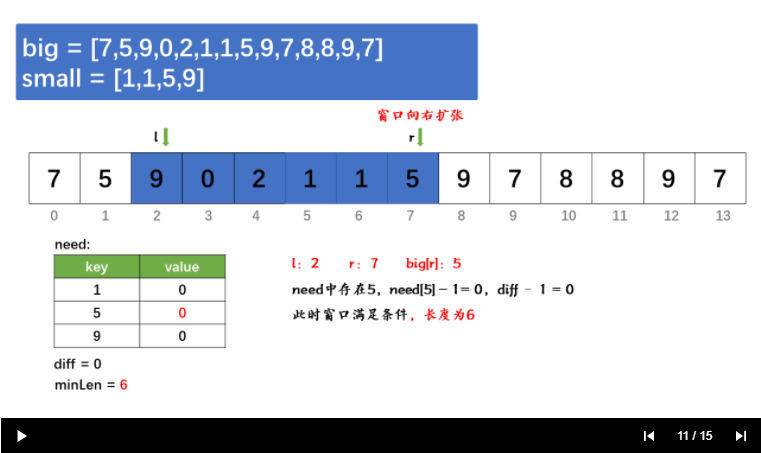 big = [7,5,9,0,2,1,1,5,9,7,8,8,9,7]
small = [1,1,5,9]
窗口向右扩张
l r
7 5 9 0 2 1 1 5 9 7 8 8 9 7
0 1 2 3 4 5 6 7 8 9 10 11 12 13
need:
key value
1 0
5 0
9 0
diff = 0
minLen = 6
l: 2 r: 7 big[r]: 5
need中存在5，need[5] - 1 = 0，diff - 1 = 0
此时窗口满足条件，长度为6
11 / 15